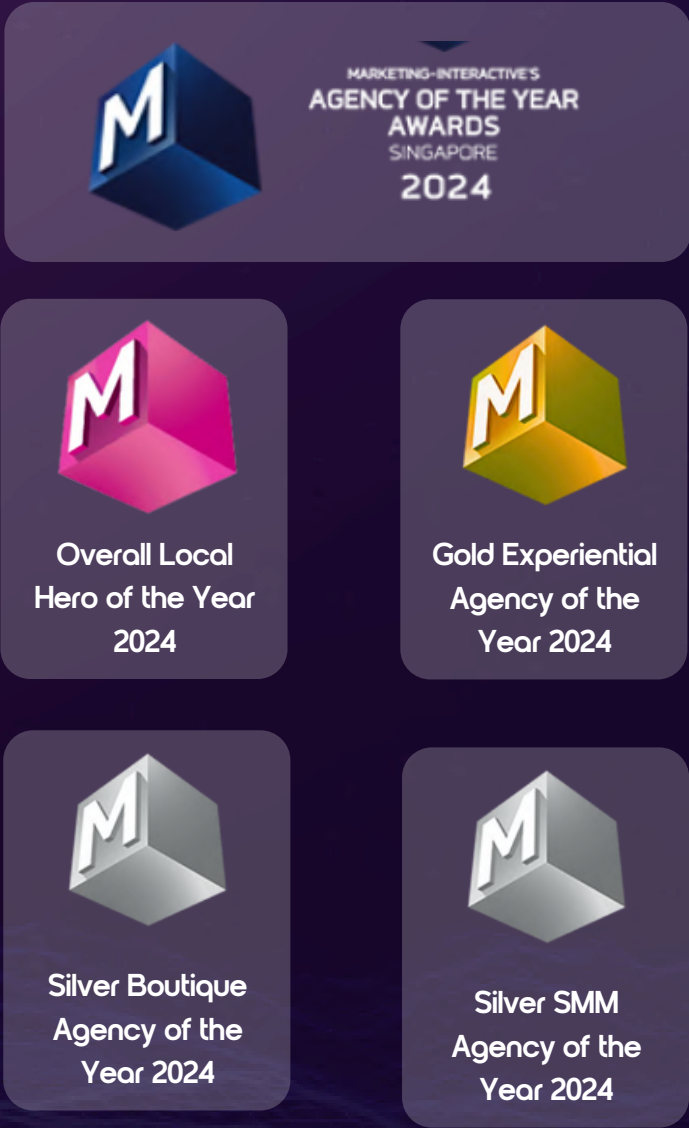 M
MARKETING-INTERACTIVE'S
AGENCY OF THE YEAR
AWARDS
SINGAPORE
2024
M
Overall Local
Hero of the Year
2024
M
Gold Experiential
Agency of the
Year 2024
M
Silver Boutique
Agency of the
Year 2024
M
Silver SMM
Agency of the
Year 2024